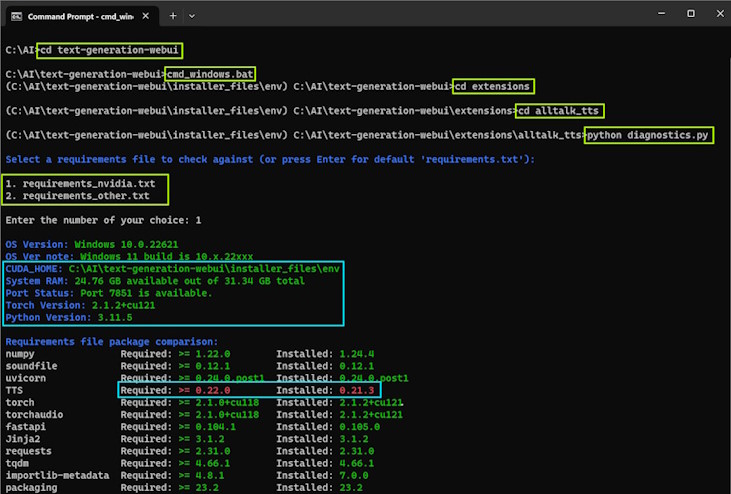 Command Prompt - cmd_wine
C:\AI>cd text-generation-webui
C:\AI\text-generation-webui>cmd_windows.bat
(C:\AI\text-generation-webui\installer_files\env) C:\AI\text-generation-webui>cd extensions
(C:\AI\text-generation-webui\installer_files\env) C:\AI\text-generation-webui\extensions>cd alltalk_tts
(C:\AI\text-generation-webui\installer_files\env) C:\AI\text-generation-webui\extensions\alltalk_tts>python diagnostics.py
Select a requirements file to check against (or press Enter for default 'requirements.txt'):
1. requirements_nvidia.txt
2. requirements_other.txt
Enter the number of your choice: 1
OS Version: Windows 10.0.22621
OS Ver note: Windows 11 build is 10.x.22xxx
CUDA_HOME: C:\AI\text-generation-webui\installer_files\env
System RAM: 24.76 GB available out of 31.34 GB total
Port Status: Port 7851 is available.
Torch Version: 2.1.2+cu121
Python Version: 3.11.5
Requirements file package comparison:
numpy Required: >= 1.22.0 Installed: 1.24.4
soundfile Required: >= 0.12.1 Installed: 0.12.1
uvicorn Required: >= 0.24.0.post1 Installed: 0.24.0.post1
TTS Required: >= 0.22.0 Installed: 0.21.3
torch Required: >= 2.1.0+cu118 Installed: 2.1.2+cu121
torchaudio Required: >= 2.1.0+cu118 Installed: 2.1.2+cu121
fastapi Required: >= 0.104.1 Installed: 0.105.0
Jinja2 Required: >= 3.1.2 Installed: 3.1.2
requests Required: >= 2.31.0 Installed: 2.31.0
tqdm Required: >= 4.66.1 Installed: 4.66.1
importlib-metadata Required: >= 4.8.1 Installed: 7.0.0
packaging Required: >= 23.2 Installed: 23.2